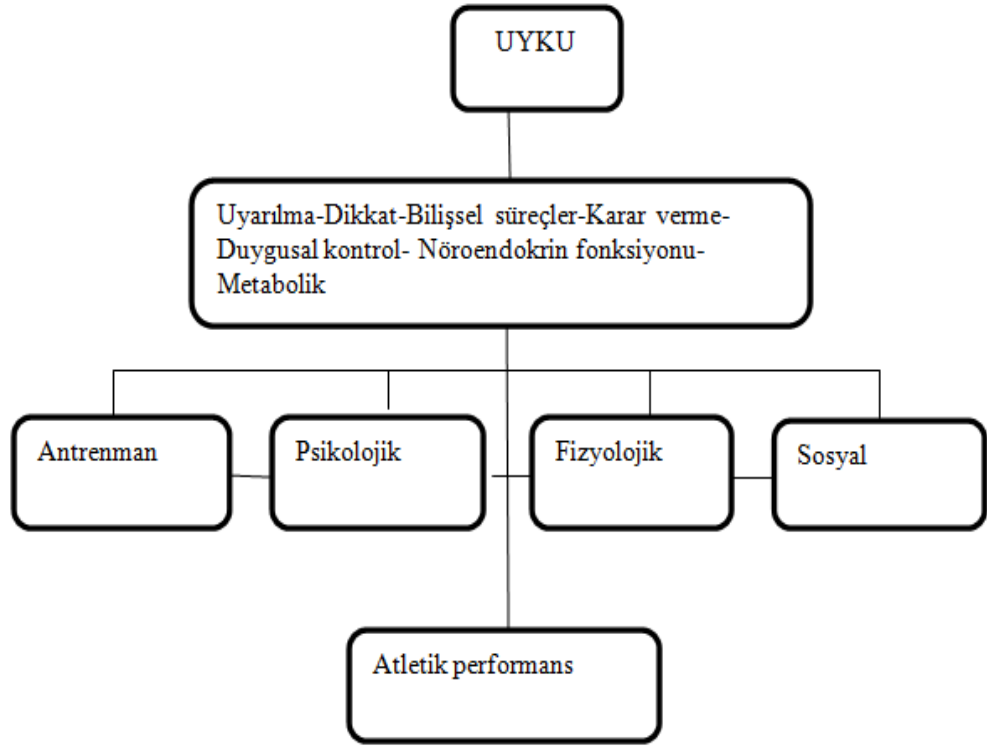 UYKU
Uyarılma-Dikkat-Bilişsel süreçler-Karar verme-
Duygusal kontrol- Nöroendokrin fonksiyonu-
Metabolik
Antrenman
Psikolojik
Fizyolojik
Sosyal
Atletik performans